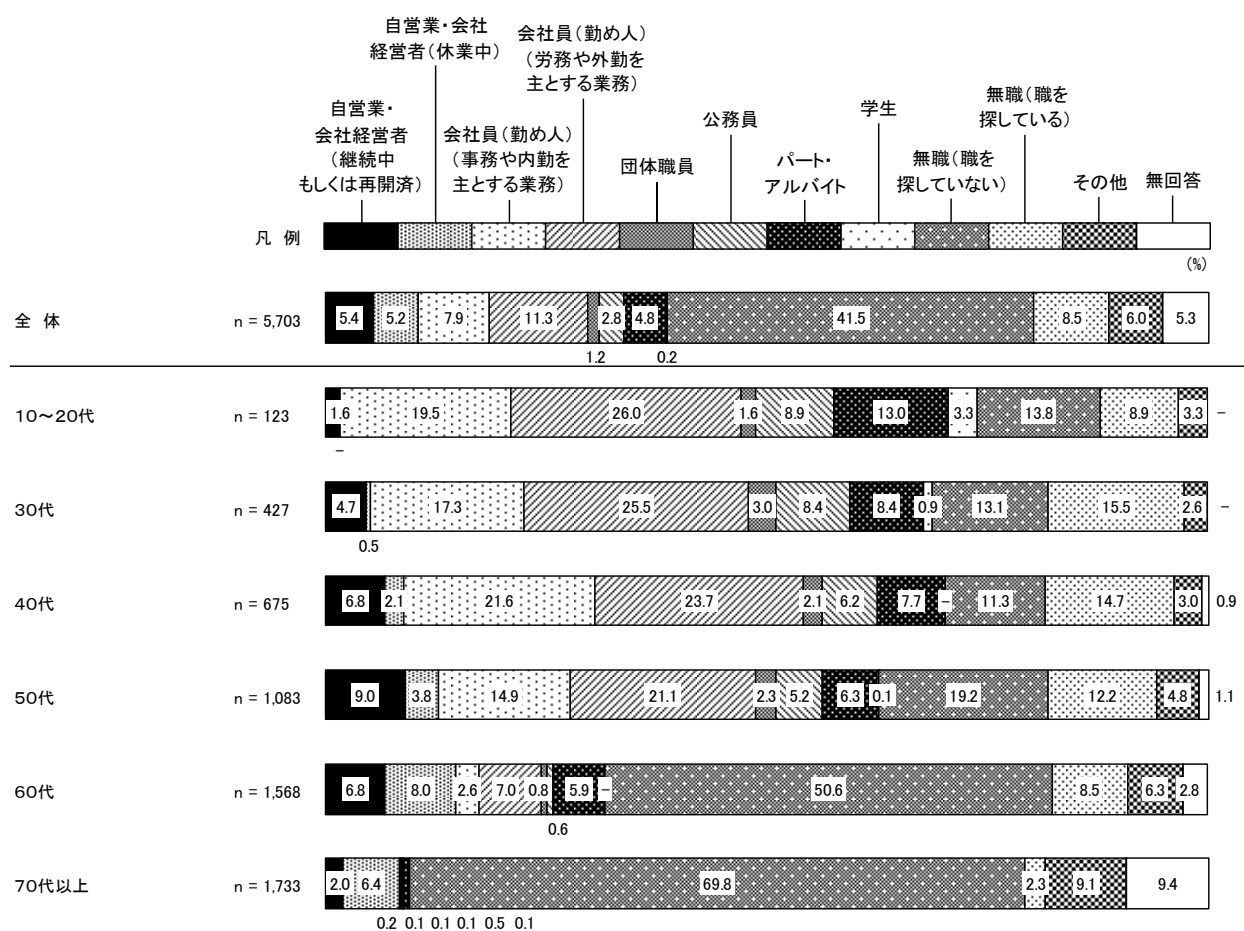 自営業・会社
経営者（休業中）
会社員（勤め人）
（労務や外勤を
主とする業務）
無職（職を
探している）
自営業・
会社経営者
（継続中
もしくは再開済）
会社員（勤め人）
（事務や内勤を
主とする業務）
団体職員
公務員
パート・
アルバイト
学生
無職（職を
探していない）
その他
無回答
凡 例
(%)
全 体 n = 5,703 5.4 5.2 7.9 11.3 2.8 4.8 41.5 8.5 6.0 5.3
1.2 0.2
10～20代 n = 123 1.6 19.5 26.0 1.6 8.9 13.0 3.3 13.8 8.9 3.3 －
－
30代 n = 427 4.7 17.3 25.5 3.0 8.4 8.4 0.9 13.1 15.5 2.6 －
0.5
40代 n = 675 6.8 2.1 21.6 23.7 2.1 6.2 7.7 － 11.3 14.7 3.0 0.9
50代 n = 1,083 9.0 3.8 14.9 21.1 2.3 5.2 6.3 0.1 19.2 12.2 4.8 1.1
60代 n = 1,568 6.8 8.0 2.6 7.0 0.8 5.9 － 50.6 8.5 6.3 2.8
0.6
70代以上 n = 1,733 2.0 6.4 69.8 2.3 9.1 9.4
0.2 0.1 0.1 0.1 0.5 0.1